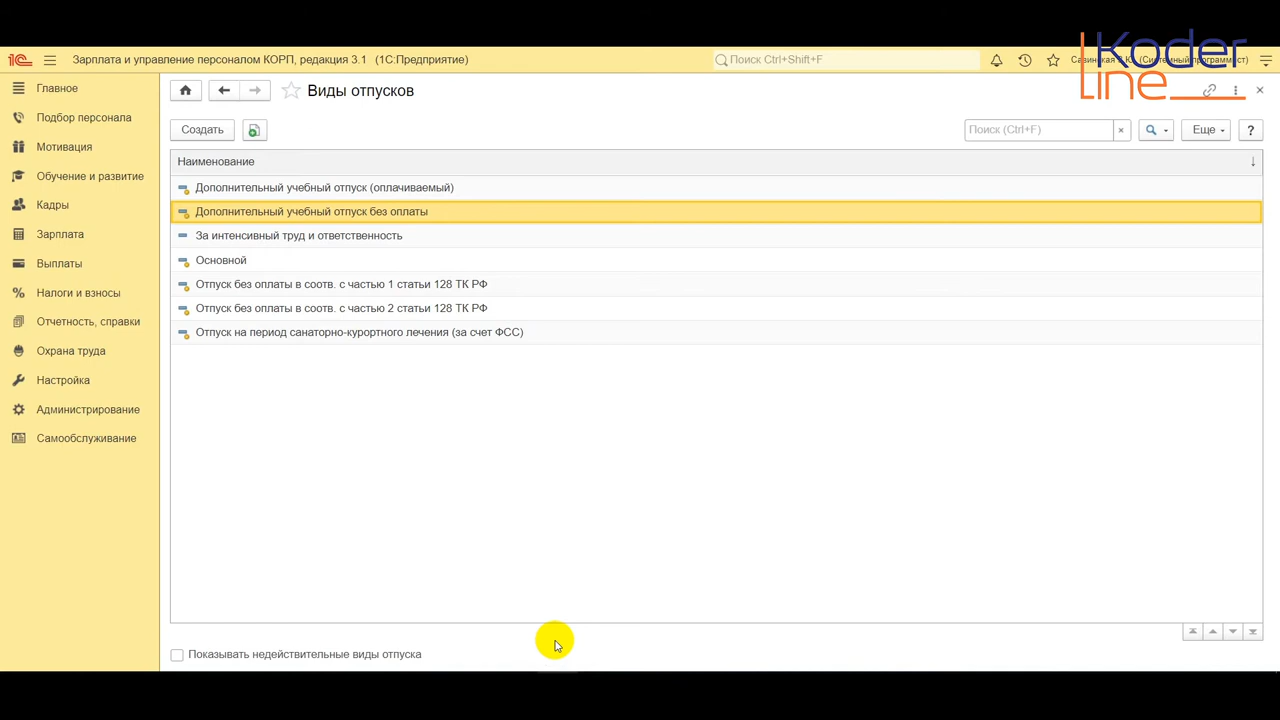 Koder
line
1С Зарплата и управление персоналом КОРП, редакция 3.1 (1С:Предприятие)
Поиск Ctrl+Shift+F
(Системный программист)
Главное
Подбор персонала
Мотивация
Обучение и развитие
Кадры
Зарплата
Выплаты
Налоги и взносы
Отчетность, справки
Охрана труда
Настройка
Администрирование
Самообслуживание
Виды отпусков
Создать
Поиск (Ctrl+F)
×
Еще
?
Наименование
Дополнительный учебный отпуск (оплачиваемый)
Дополнительный учебный отпуск без оплаты
За интенсивный труд и ответственность
Основной
Отпуск без оплаты в соотв. с частью 1 статьи 128 ТК РФ
Отпуск без оплаты в соотв. с частью 2 статьи 128 ТК РФ
Отпуск на период санаторно-курортного лечения (за счет ФСС)
Показывать недействительные виды отпуска